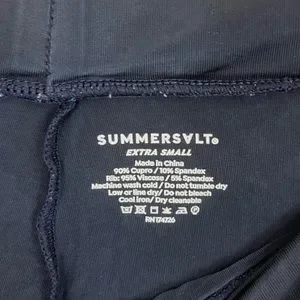 SUMMERSALT®
EXTRA SMALL
Made in China
90% Cupro / 10% Spandex
Rib: 95% Viscose / 5% Spandex
Machine wash cold / Do not tumble dry
Low or line dry / Do not bleach
Cool iron / Dry cleanable
RN 174726